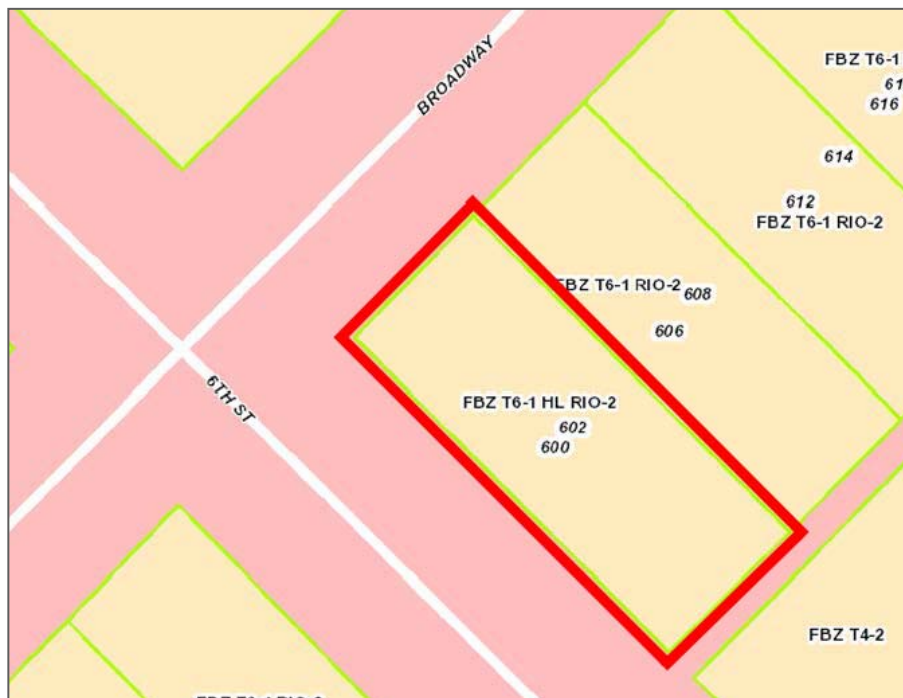 BROADWAY
FBZ T6-1
616
614
612
FBZ T6-1 RIO-2
FBZ T6-1 RIO-2
608
606
6TH ST
FBZ T6-1 HL RIO-2
602
600
FBZ T4-2